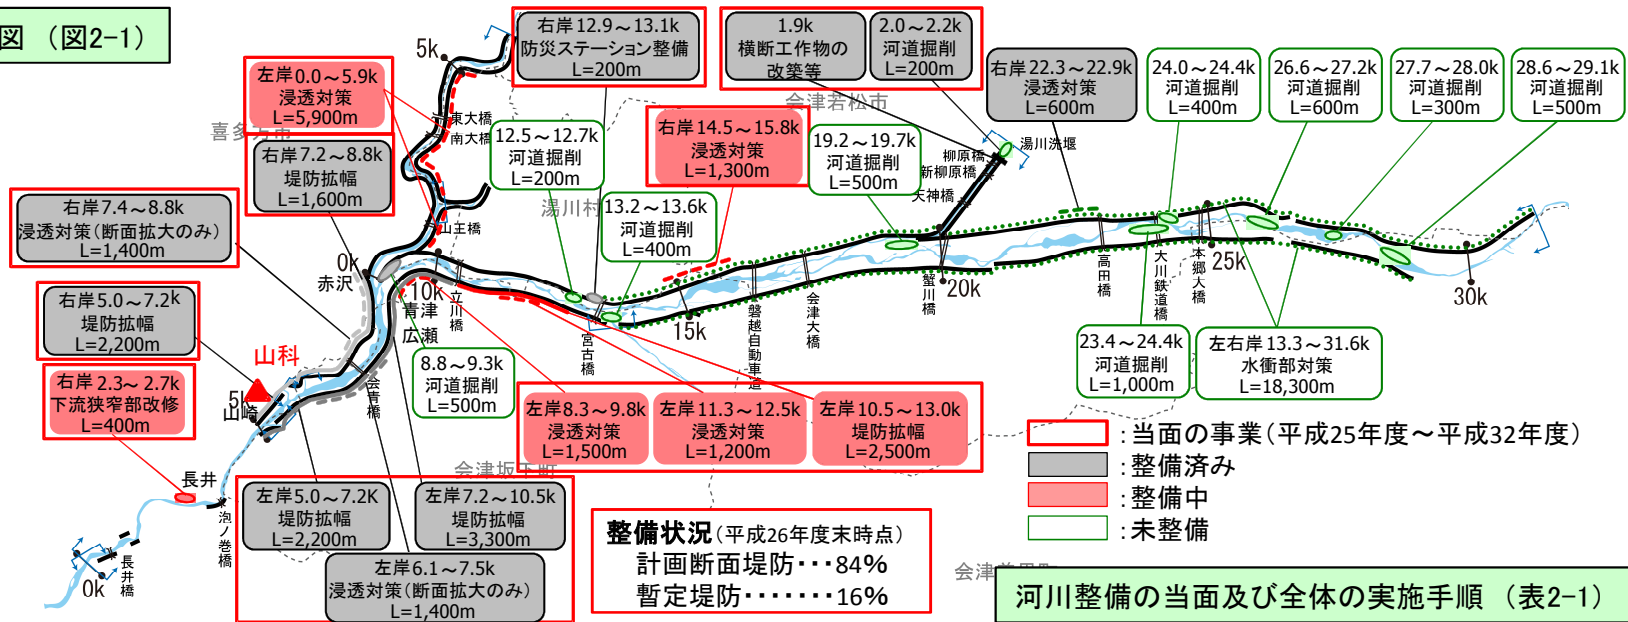 図 （図2-1）
5k
右岸 12.9～13.1k
防災ステーション整備
L=200m
1.9k
横断工作物の
改築等
2.0～2.2k
河道掘削
L=200m
右岸 22.3～22.9k
浸透対策
L=600m
24.0～24.4k
河道掘削
L=400m
26.6～27.2k
河道掘削
L=600m
27.7～28.0k
河道掘削
L=300m
28.6～29.1k
河道掘削
L=500m
左岸 0.0～5.9k
浸透対策
L=5,900m
右岸 7.2～8.8k
堤防拡幅
L=1,600m
東大橋
南大橋
山王橋
12.5～12.7k
河道掘削
L=200m
湯川村
会津若松市
右岸 14.5～15.8k
浸透対策
L=1,300m
19.2～19.7k
河道掘削
L=500m
13.2～13.6k
河道掘削
L=400m
湯川洗堰
柳原橋
新柳原橋
天神橋
右岸 7.4～8.8k
浸透対策（断面拡大のみ）
L=1,400m
0k
赤沢
10k
青津
広瀬
立川橋
宮古橋
15k
磐越自動車道
会津大橋
蟹川橋
20k
高田橋
大川鉄道橋
本郷大橋
25k
30k
右岸 5.0～7.2k
堤防拡幅
L=2,200m
山科
右岸 2.3～2.7k
下流狭窄部改修
L=400m
5k
山崎
会青橋
8.8～9.3k
河道掘削
L=500m
23.4～24.4k
河道掘削
L=1,000m
左右岸 13.3～31.6k
水衝部対策
L=18,300m
左岸 8.3～9.8k
浸透対策
L=1,500m
左岸 11.3～12.5k
浸透対策
L=1,200m
左岸 10.5～13.0k
堤防拡幅
L=2,500m
会津坂下町
長井
泡ノ巻橋
長井橋
0k
左岸 5.0～7.2K
堤防拡幅
L=2,200m
左岸 7.2～10.5k
堤防拡幅
L=3,300m
左岸 6.1～7.5k
浸透対策（断面拡大のみ）
L=1,400m
整備状況（平成26年度末時点）
計画断面堤防･･･84%
暫定堤防･･･････16%
：当面の事業（平成25年度～平成32年度）
：整備済み
：整備中
：未整備
河川整備の当面及び全体の実施手順 （表2-1）